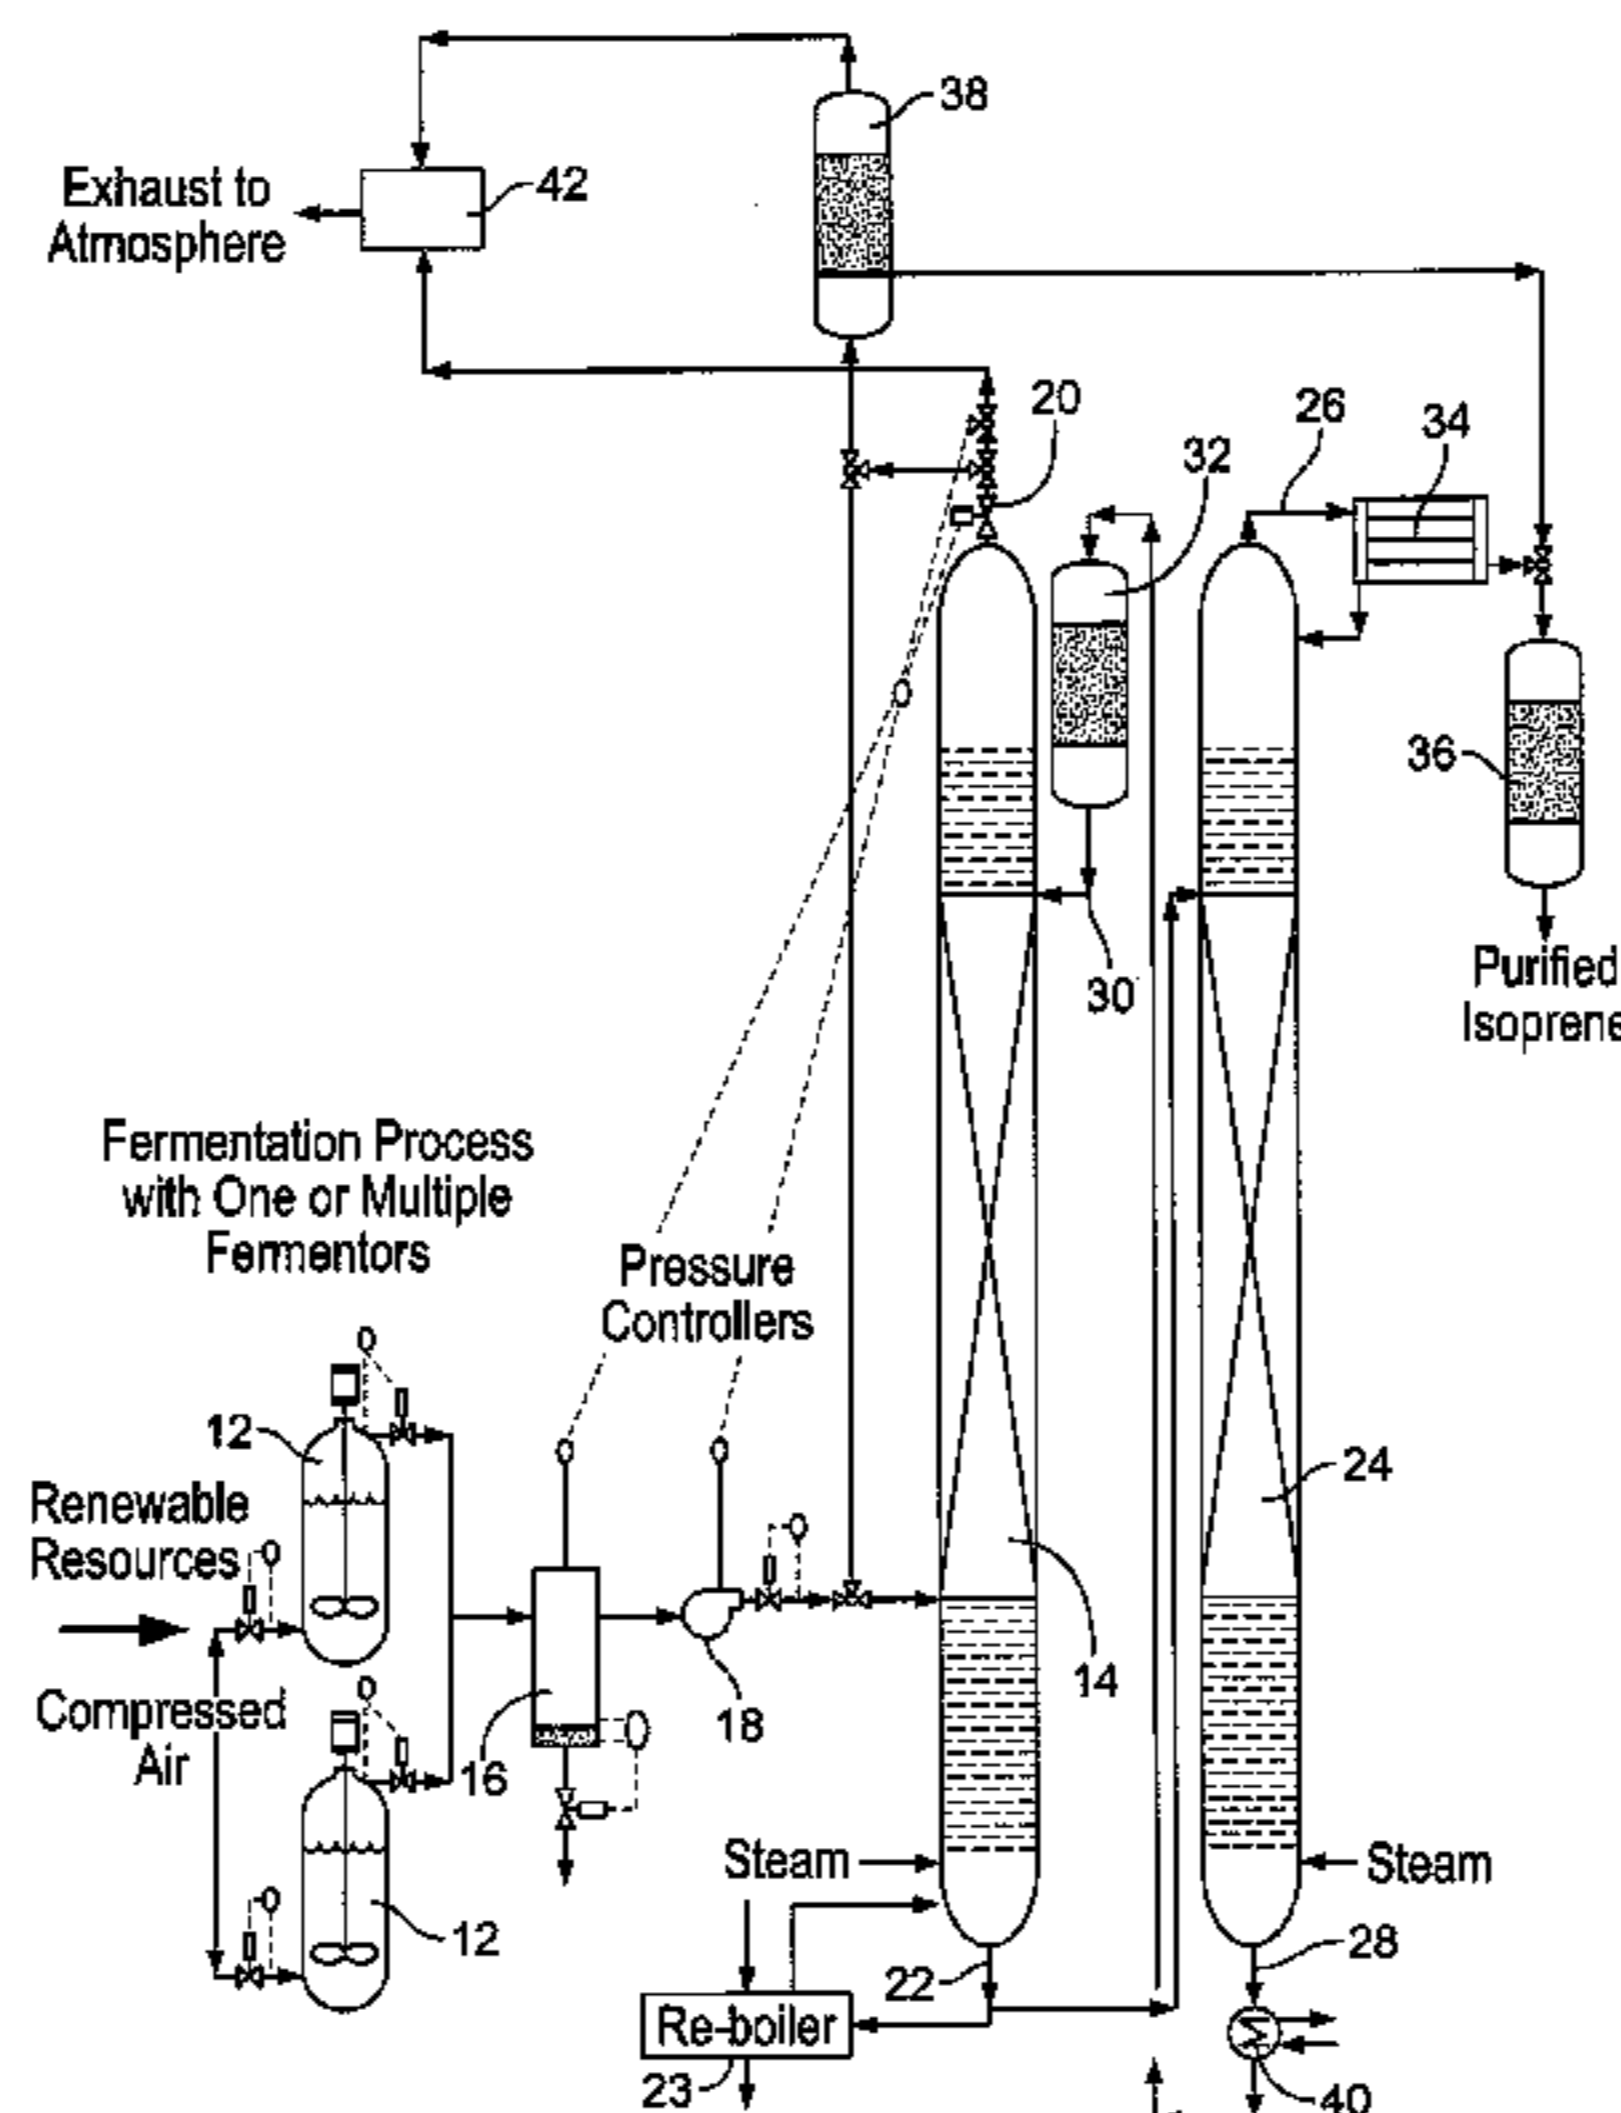 38
Exhaust to
Atmosphere
42
20
26
34
32
36
30
Purified
Isoprene
Fermentation Process
with One or Multiple
Fermentors
Pressure
Controllers
12
24
Renewable
Resources
14
Compressed
Air
16
18
Steam
Steam
12
22
28
Re-boiler
23
40